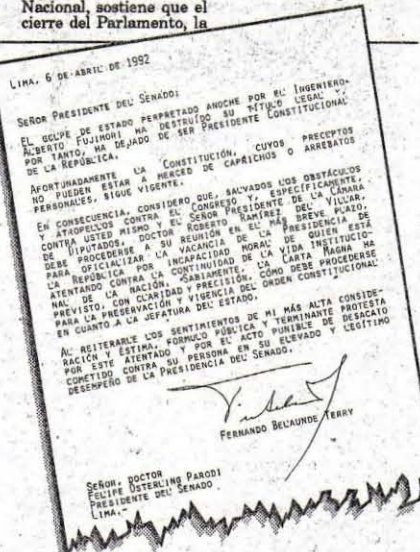 Nacional, sostiene que el
cierre del Parlamento, la
LIMA, 6 DE ABRIL DE 1992
SEÑOR PRESIDENTE DEL SENADO:
EL GOLPE DE ESTADO PERPETRADO ANOCHE POR EL INGENIERO
ALBERTO FUJIMORI HA DESTRUÍDO SU TÍTULO LEGAL Y,
POR TANTO, HA DEJADO DE SER PRESIDENTE CONSTITUCIONAL
DE LA REPÚBLICA.
AFORTUNADAMENTE LA CONSTITUCIÓN, CUYOS PRECEPTOS
NO PUEDEN ESTAR A MERCED DE CAPRICHOS O ARREBATOS
PERSONALES, SIGUE VIGENTE.
EN CONSECUENCIA, CONSIDERO QUE, SALVADOS LOS OBSTÁCULOS
Y ATROPELLOS CONTRA EL CONGRESO Y, ESPECÍFICAMENTE,
CONTRA USTED MISMO Y EL SEÑOR PRESIDENTE DE LA CÁMARA
DE DIPUTADOS, DOCTOR ROBERTO RAMÍREZ DEL VILLAR,
DEBE PROCEDERSE A SU REUNIÓN EN EL MÁS BREVE PLAZO,
PARA OFICIALIZAR LA VACANCIA DE LA PRESIDENCIA DE
LA REPÚBLICA POR INCAPACIDAD MORAL DE QUIEN ESTÁ
ATENTANDO CONTRA LA CONTINUIDAD DE LA VIDA INSTITUCIO-
NAL DE LA NACIÓN. SABIAMENTE, LA CARTA MAGNA HA
PREVISTO, CON CLARIDAD Y PRECISIÓN, CÓMO DEBE PROCEDERSE
PARA LA PRESERVACIÓN Y VIGENCIA DEL ORDEN CONSTITUCIONAL
EN CUANTO A LA JEFATURA DEL ESTADO.
AL REITERARLE LOS SENTIMIENTOS DE MI MÁS ALTA CONSIDE-
RACIÓN Y ESTIMA, FORMULO PÚBLICA Y TERMINANTE PROTESTA
POR ESTE ATENTADO Y POR EL ACTO PUNIBLE DE DESACATO
COMETIDO CONTRA SU PERSONA EN SU ELEVADO Y LEGÍTIMO
DESEMPEÑO DE LA PRESIDENCIA DEL SENADO.
FERNANDO BELAUNDE TERRY
SEÑOR, DOCTOR
FELIPE OSTERLING PARODI
PRESIDENTE DEL SENADO
LIMA.-